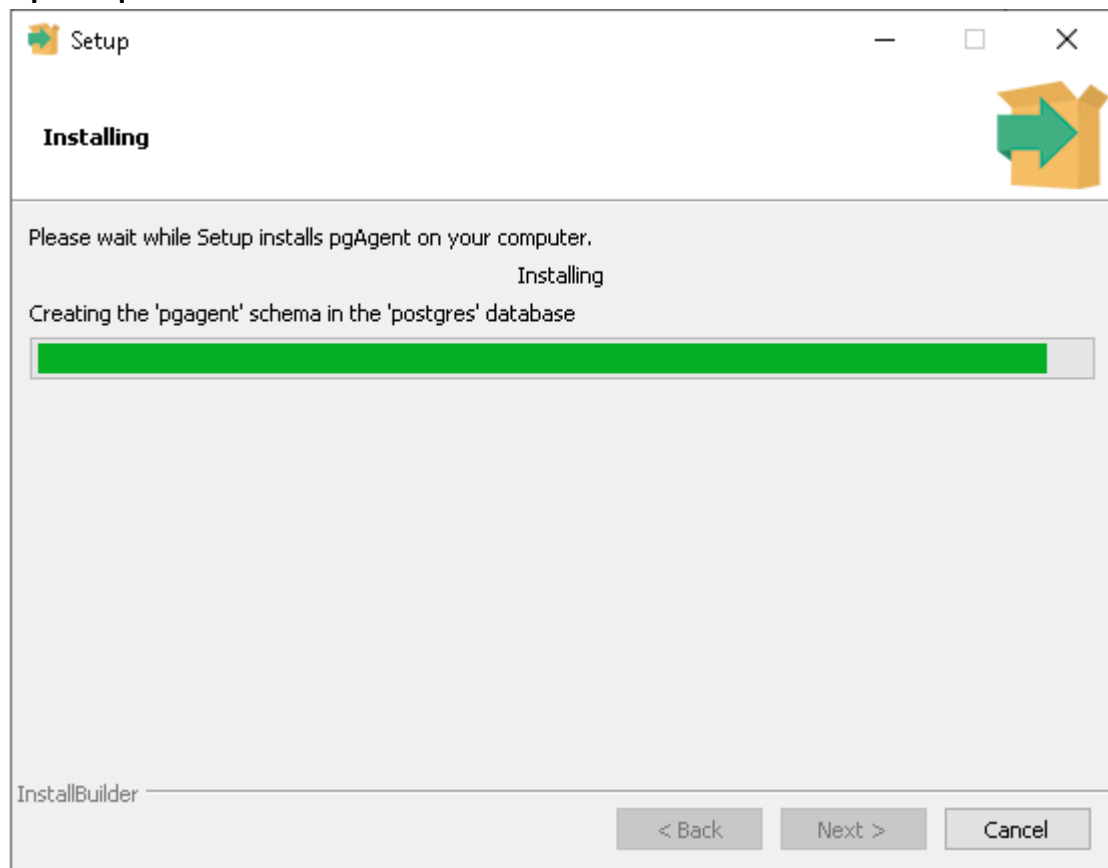 Setup
Installing
Please wait while Setup installs pgAgent on your computer.
Installing
Creating the 'pgagent' schema in the 'postgres' database
InstallBuilder
< Back
Next >
Cancel